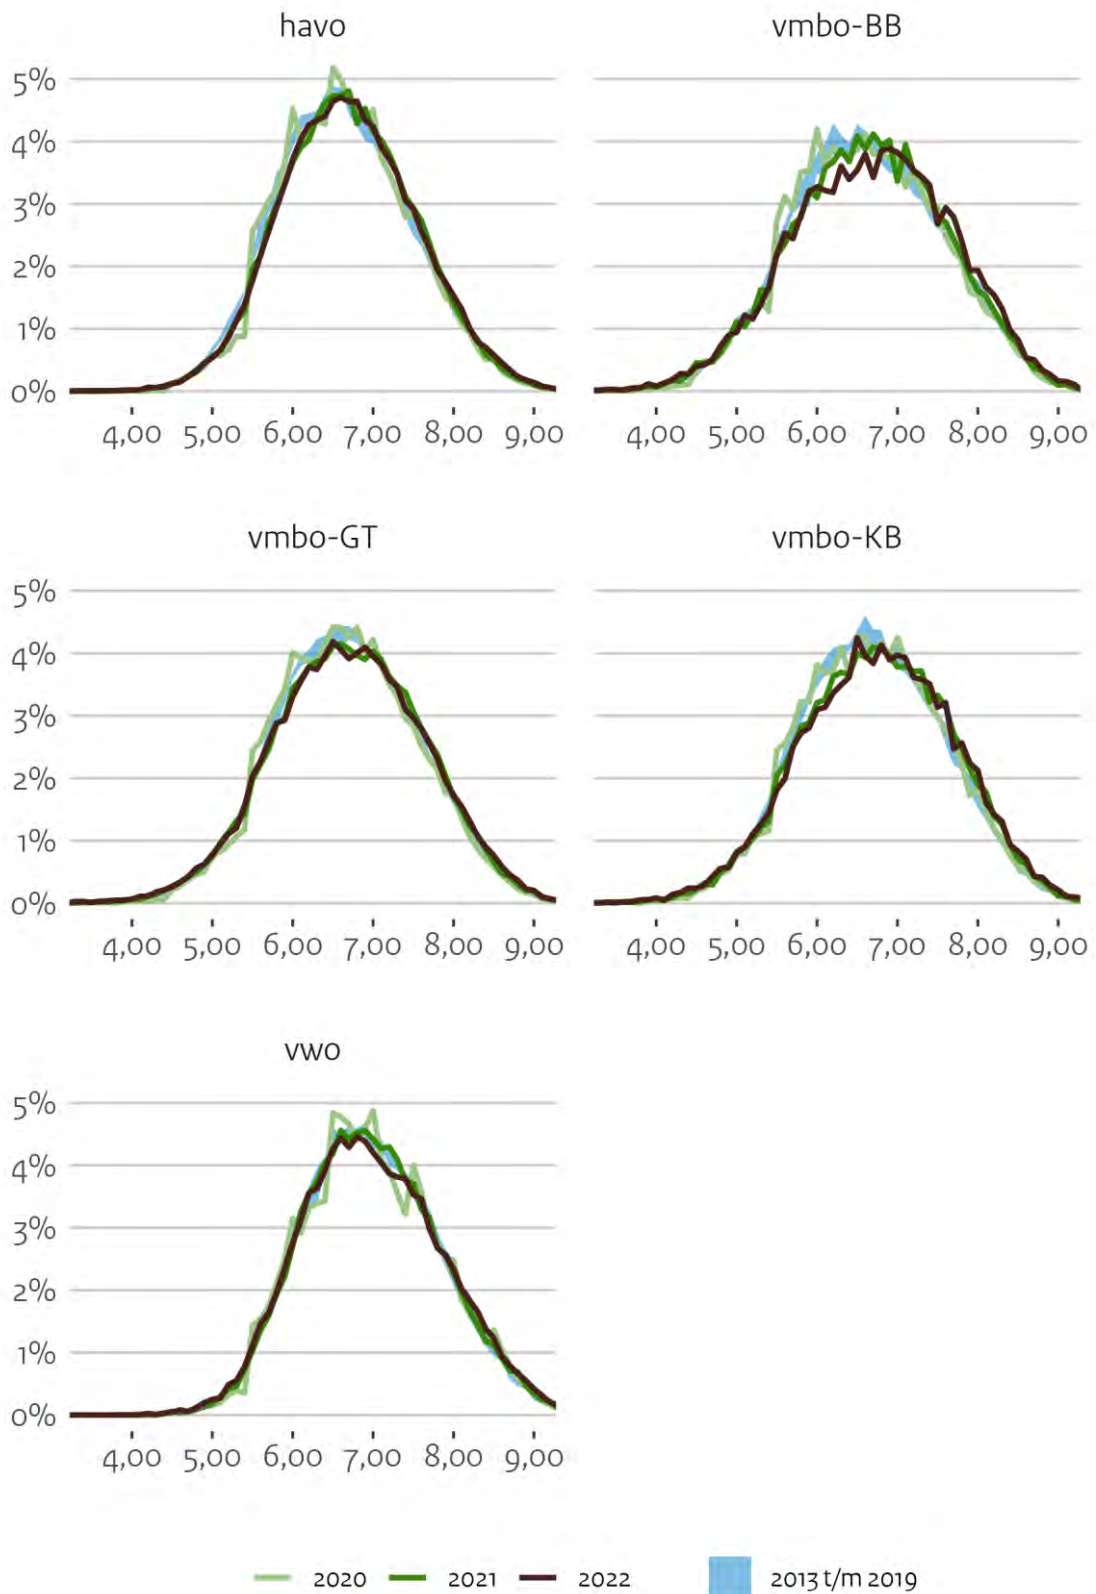 havo vmbo-BB
5% 
4%
3%
2%
1%
0%
4,00 5,00 6,00 7,00 8,00 9,00 4,00 5,00 6,00 7,00 8,00 9,00
vmbo-GT vmbo-KB
5%
4%
3%
2%
1%
0%
4,00 5,00 6,00 7,00 8,00 9,00 4,00 5,00 6,00 7,00 8,00 9,00
vwo
5%
4%
3%
2%
1%
0%
4,00 5,00 6,00 7,00 8,00 9,00
2020 2021 2022 2013 t/m 2019